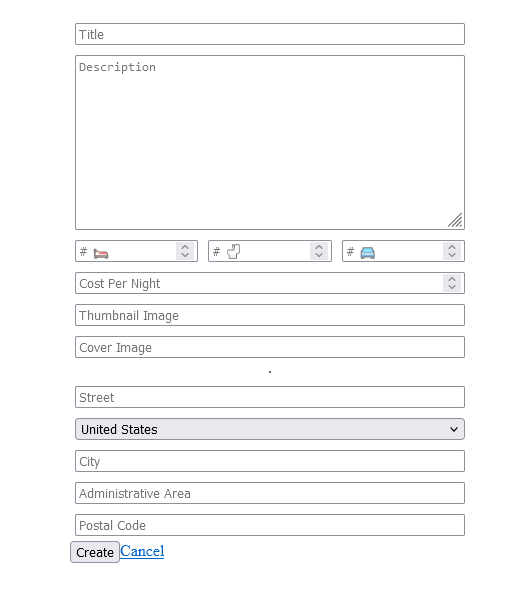 Title
Description
# 🛏️ # 🚽 # 🚘
Cost Per Night
Thumbnail Image
Cover Image
.
Street
United States
City
Administrative Area
Postal Code
Create Cancel